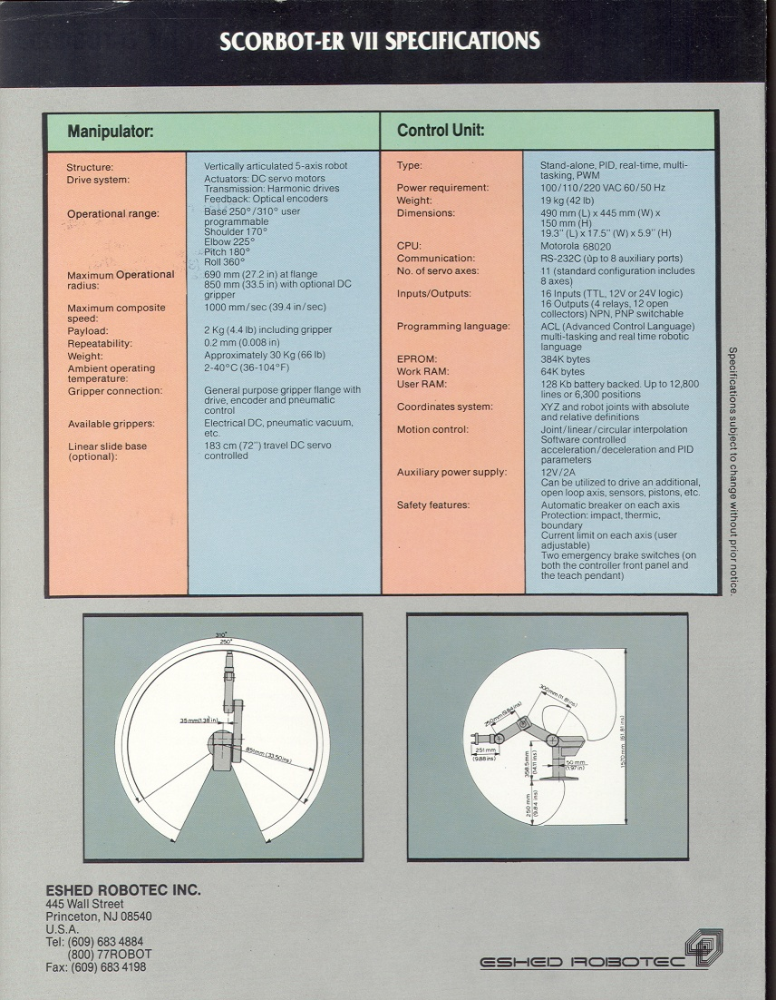 SCORBOT-ER VII SPECIFICATIONS
Manipulator:
Structure: Vertically articulated 5-axis robot
Drive system: Actuators: DC servo motors
Transmission: Harmonic drives
Feedback: Optical encoders
Operational range: Base 250°/310° user
programmable
Shoulder 170°
Elbow 225°
Pitch 180°
Roll 360°
Maximum Operational 690 mm (27.2 in) at flange
radius: 850 mm (33.5 in) with optional DC
gripper
Maximum composite 1000 mm/sec (39.4 in/sec)
speed:
Payload: 2 Kg (4.4 lb) including gripper
Repeatability: 0.2 mm (0.008 in)
Weight: Approximately 30 Kg (66 lb)
Ambient operating 2-40°C (36-104°F)
temperature:
Gripper connection: General purpose gripper flange with
drive, encoder and pneumatic
control
Available grippers: Electrical DC, pneumatic vacuum,
etc.
Linear slide base 183 cm (72") travel DC servo
(optional): controlled
Control Unit:
Type: Stand-alone, PID, real-time, multi-
tasking, PWM
Power requirement: 100/110/220 VAC 60/50 Hz
Weight: 19 kg (42 lb)
Dimensions: 490 mm (L) x 445 mm (W) x
150 mm (H)
19.3" (L) x 17.5" (W) x 5.9" (H)
CPU: Motorola 68020
Communication: RS-232C (up to 8 auxiliary ports)
No. of servo axes: 11 (standard configuration includes
8 axes)
Inputs/Outputs: 16 Inputs (TTL, 12V or 24V logic)
16 Outputs (4 relays, 12 open
collectors) NPN, PNP switchable
Programming language: ACL (Advanced Control Language)
multi-tasking and real time robotic
language
EPROM: 384K bytes
Work RAM: 64K bytes
User RAM: 128 Kb battery backed. Up to 12,800
lines or 6,300 positions
Coordinates system: XYZ and robot joints with absolute
and relative definitions
Motion control: Joint/linear/circular interpolation
Software controlled
acceleration/deceleration and PID
parameters
Auxiliary power supply: 12V/2A
Can be utilized to drive an additional,
open loop axis, sensors, pistons, etc.
Safety features: Automatic breaker on each axis
Protection: impact, thermic,
boundary
Current limit on each axis (user
adjustable)
Two emergency brake switches (on
both the controller front panel and
the teach pendant)
Specifications subject to change without prior notice.
310°
250°
35mm(1.38 in)
851mm (33.50ins)
300mm (11.81ins)
250mm(9.84 ins)
251 mm
(9.88 ins)
358.5 mm
(14.11 ins)
50 mm
(1.97 in)
250 mm
(9.84 ins)
1570 mm (61.81 ins)
ESHED ROBOTEC INC.
445 Wall Street
Princeton, NJ 08540
U.S.A.
Tel: (609) 683 4884
(800) 77ROBOT
Fax: (609) 683 4198
ESHED ROBOTEC